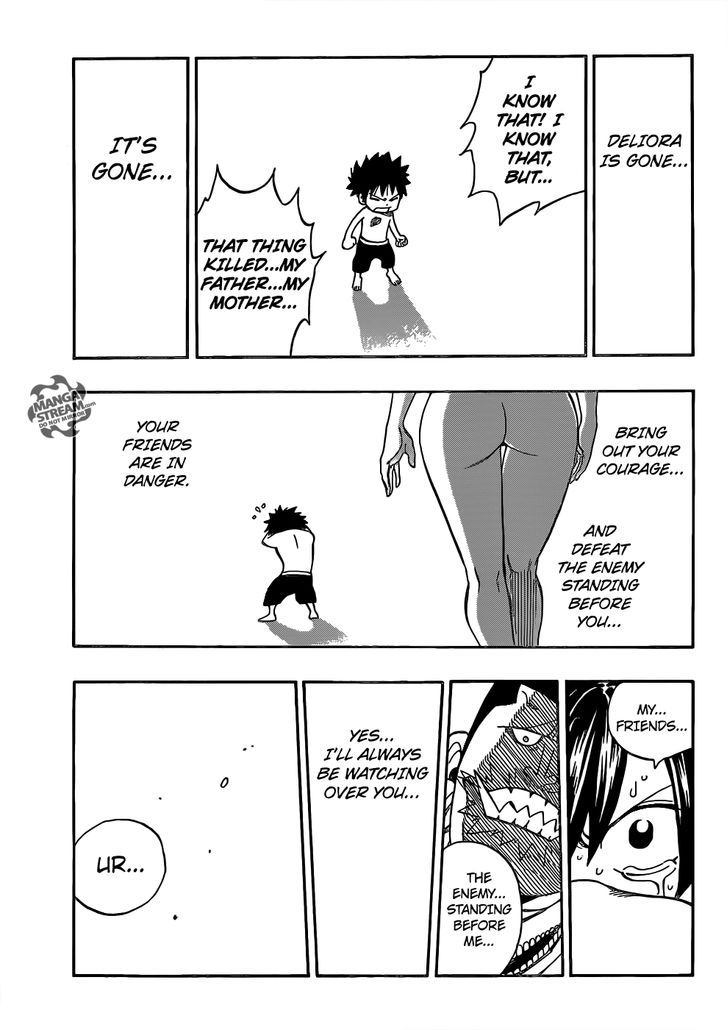 DELIORA
IS GONE...
I
KNOW
THAT! I
KNOW
THAT,
BUT...
THAT THING
KILLED...MY
FATHER...MY
MOTHER...
IT'S
GONE...
BRING
OUT YOUR
COURAGE...
AND
DEFEAT
THE ENEMY
STANDING
BEFORE
YOU...
YOUR
FRIENDS
ARE IN
DANGER.
MY...
FRIENDS...
THE
ENEMY...
STANDING
BEFORE
ME...
YES...
I'LL ALWAYS
BE WATCHING
OVER YOU...
UR...
MANGA
STREAM.com
DO NOT MIRROR